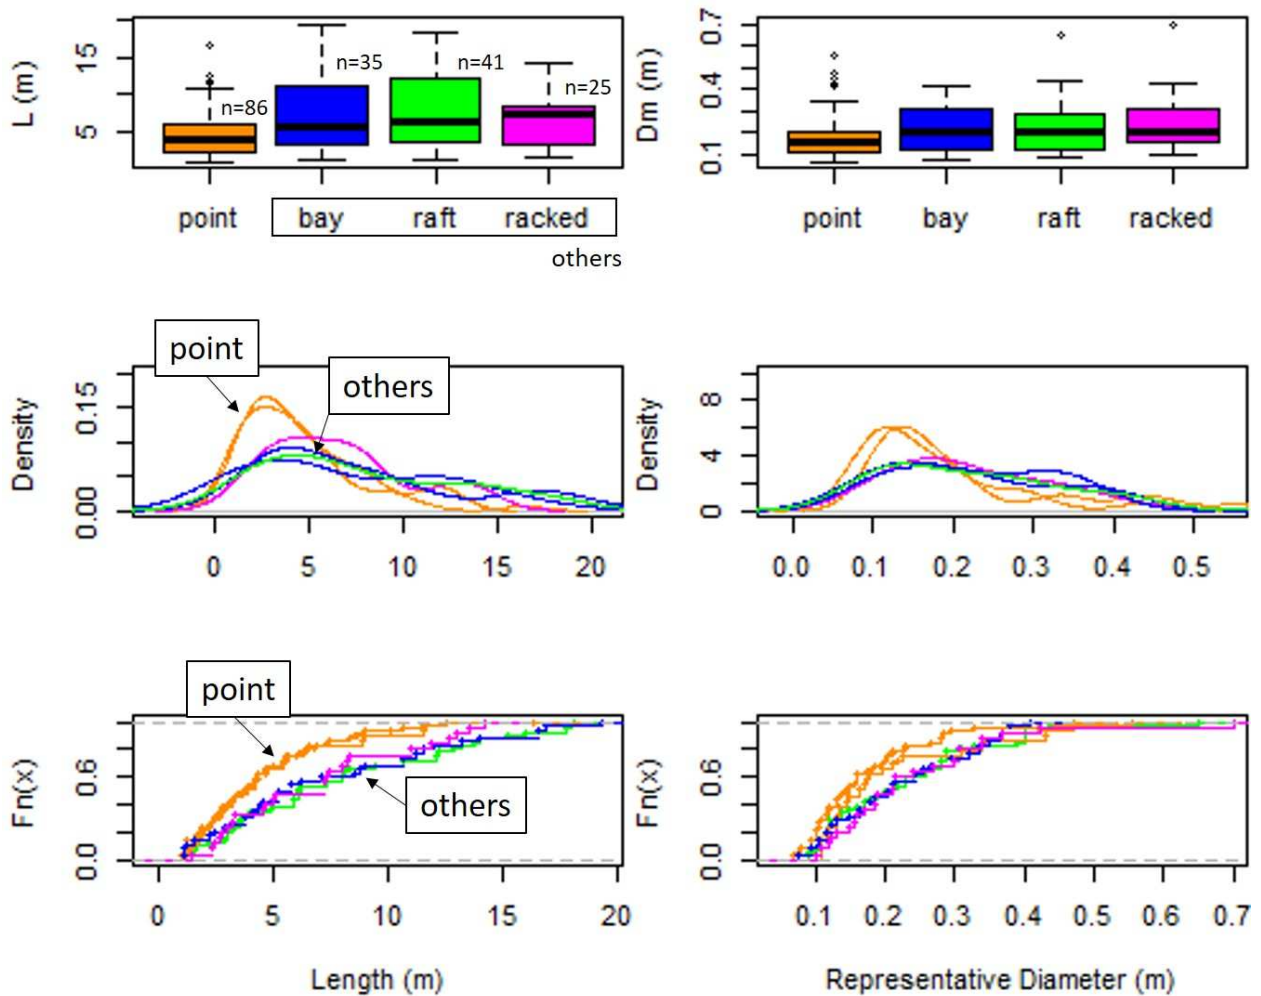 L (m)
15
5
n=86
n=35
n=41
n=25
point
bay
raft
racked
others
Dm (m)
0.7
0.4
0.1
point
bay
raft
racked
Density
0.15
0.00
point
others
0 5 10 15 20
Density
8
4
0
0.0 0.1 0.2 0.3 0.4 0.5
Fn(x)
0.6
0.0
point
others
0 5 10 15 20
Length (m)
Fn(x)
0.6
0.0
0.1 0.2 0.3 0.4 0.5 0.6 0.7
Representative Diameter (m)